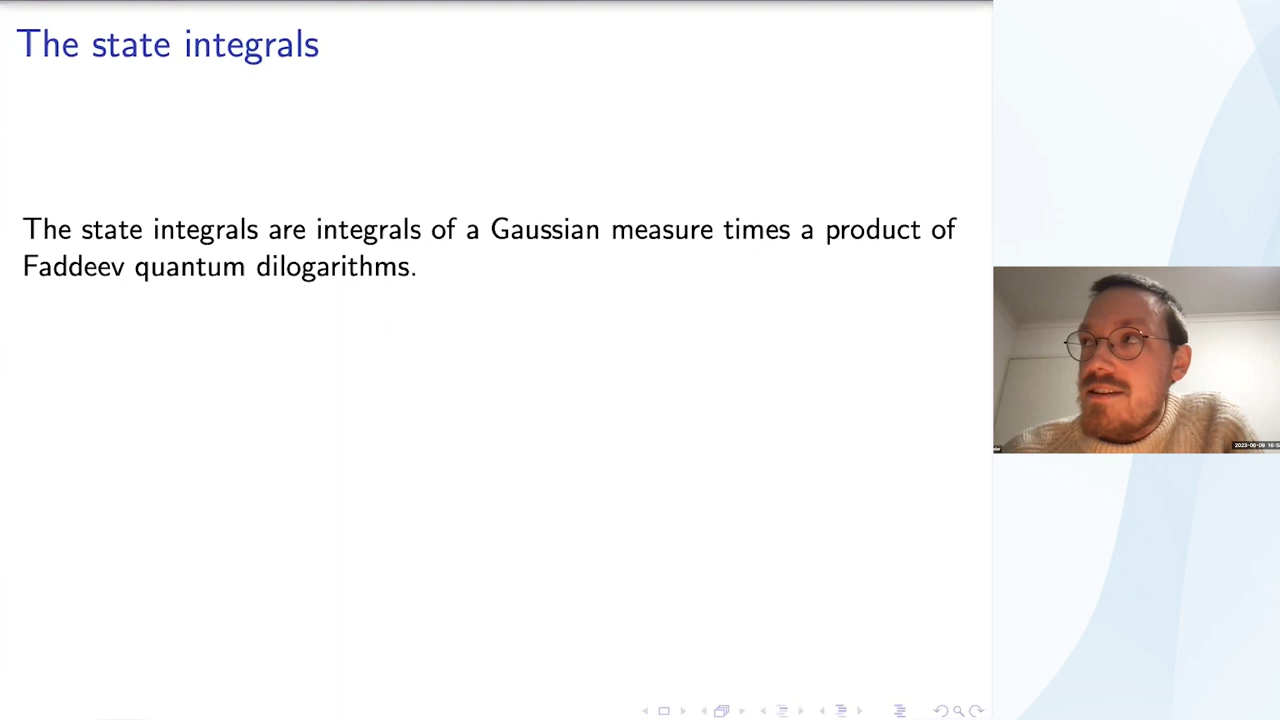 The state integrals
The state integrals are integrals of a Gaussian measure times a product of
Faddeev quantum dilogarithms.